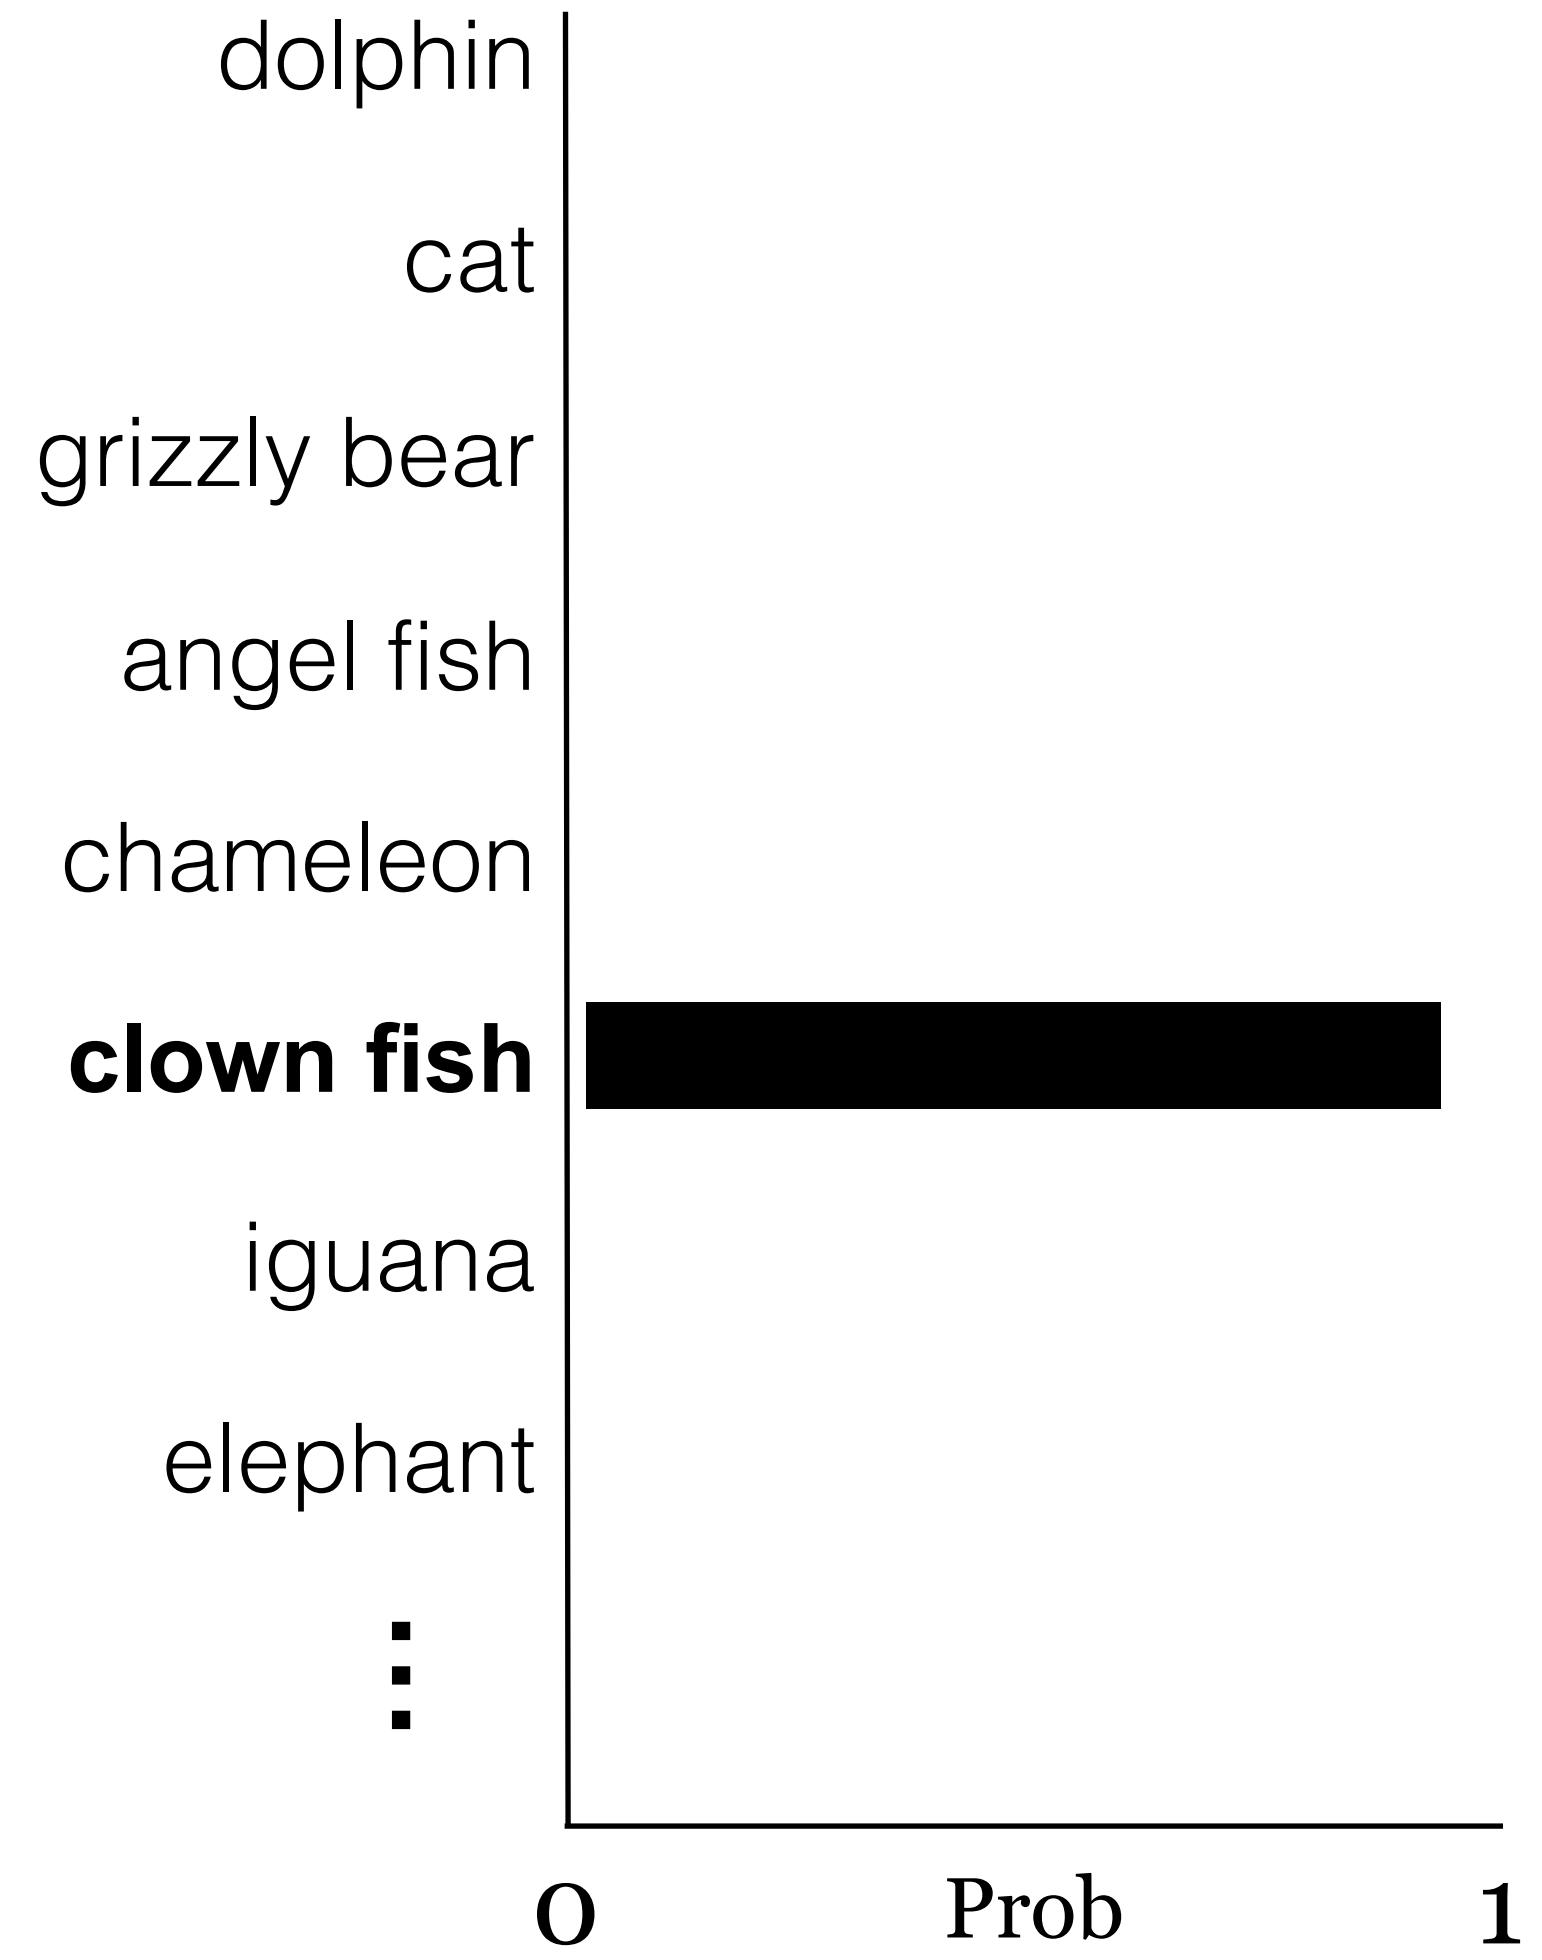 dolphin
cat
grizzly bear
angel fish
chameleon
clown fish
iguana
elephant
⋮
0 Prob 1